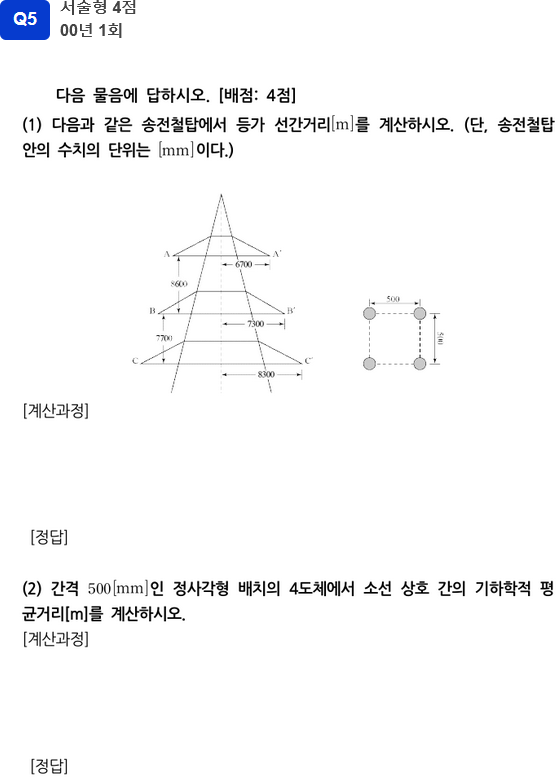 Q5
서술형 4점
00년 1회
다음 물음에 답하시오. [배점: 4점]
(1) 다음과 같은 송전철탑에서 등가 선간거리[m]를 계산하시오. (단, 송전철탑
안의 수치의 단위는 [mm]이다.)
A A′
6700
8600
B B′
7300
7700
C C′
8300
500
500
[계산과정]
[정답]
(2) 간격 500[mm]인 정사각형 배치의 4도체에서 소선 상호 간의 기하학적 평
균거리[m]를 계산하시오.
[계산과정]
[정답]